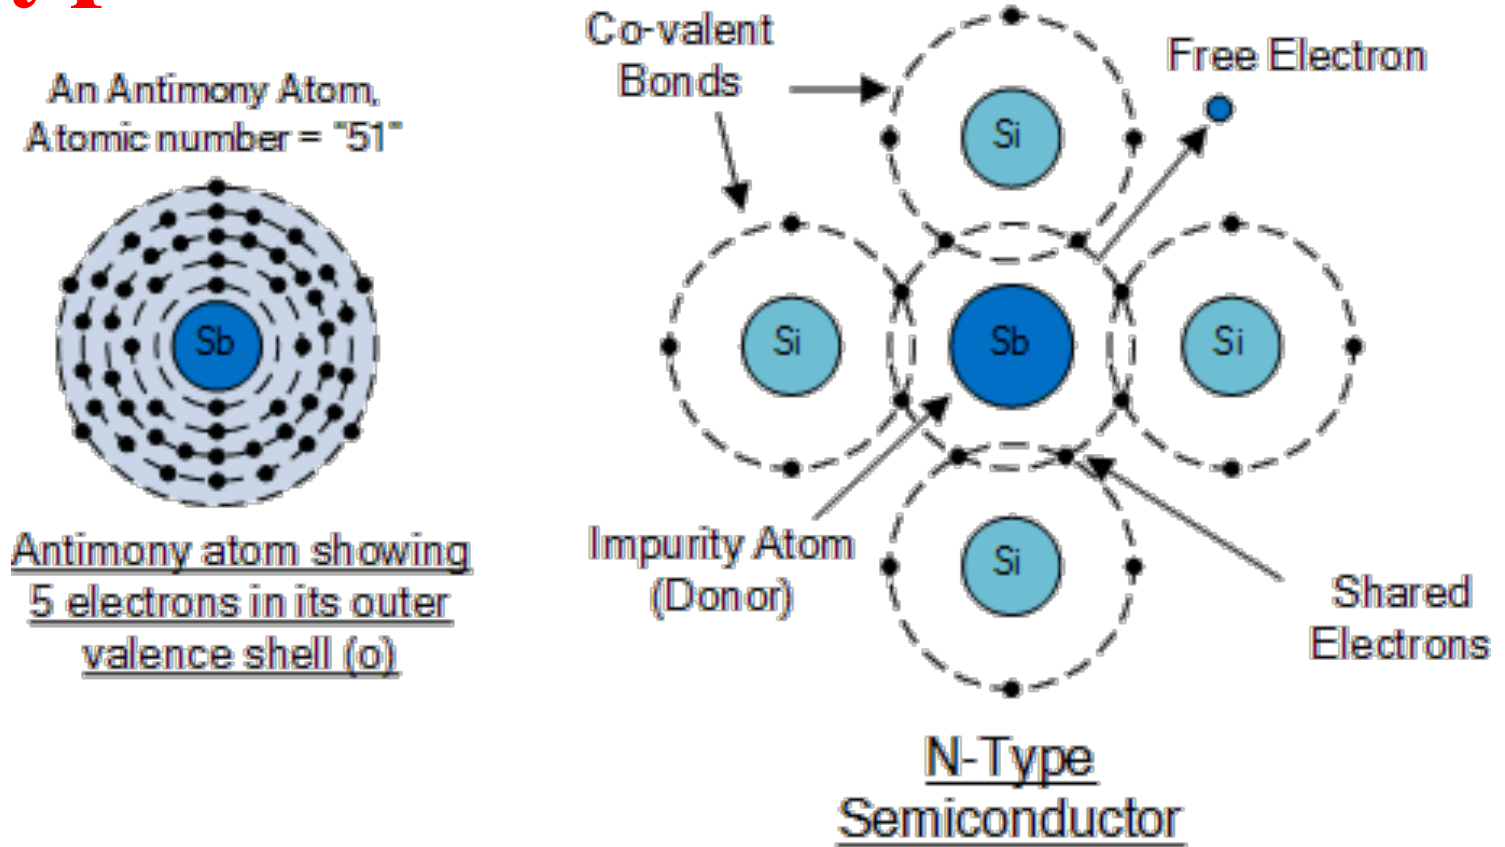 An Antimony Atom,
Atomic number = "51"
Sb
Antimony atom showing
5 electrons in its outer
valence shell (o)
Co-valent
Bonds
Free Electron
Si
Si
Sb
Si
Si
Impurity Atom
(Donor)
Shared
Electrons
N-Type
Semiconductor